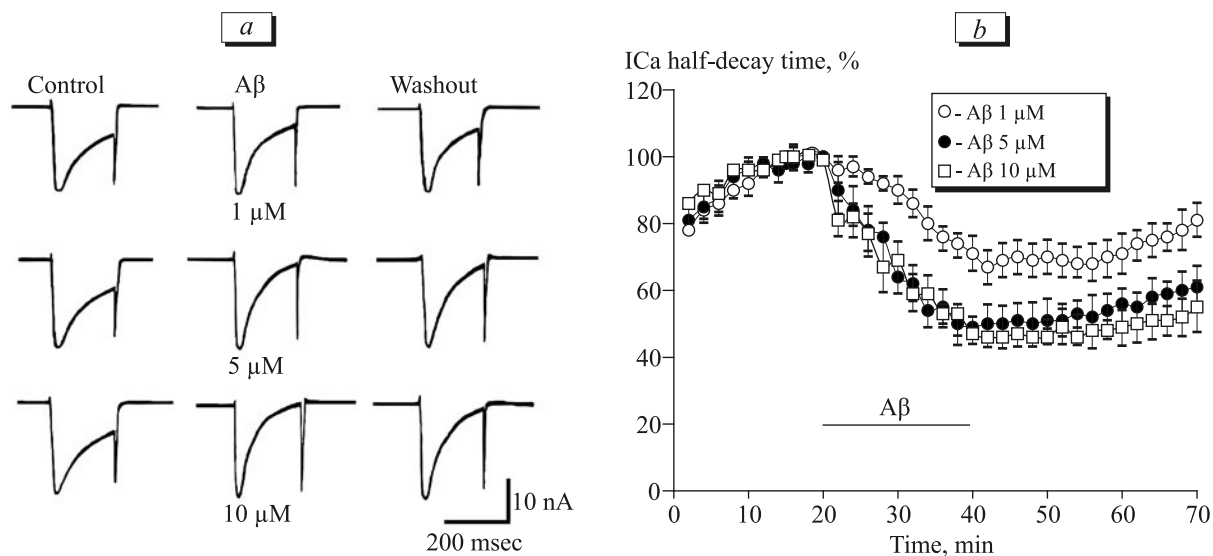 a
Control Aβ Washout
1 µM
5 µM
10 µM
10 nA
200 msec
b
ICa half-decay time, %
120
100
80
60
40
20
0
- Aβ 1 µM
- Aβ 5 µM
- Aβ 10 µM
Aβ
0 10 20 30 40 50 60 70
Time, min